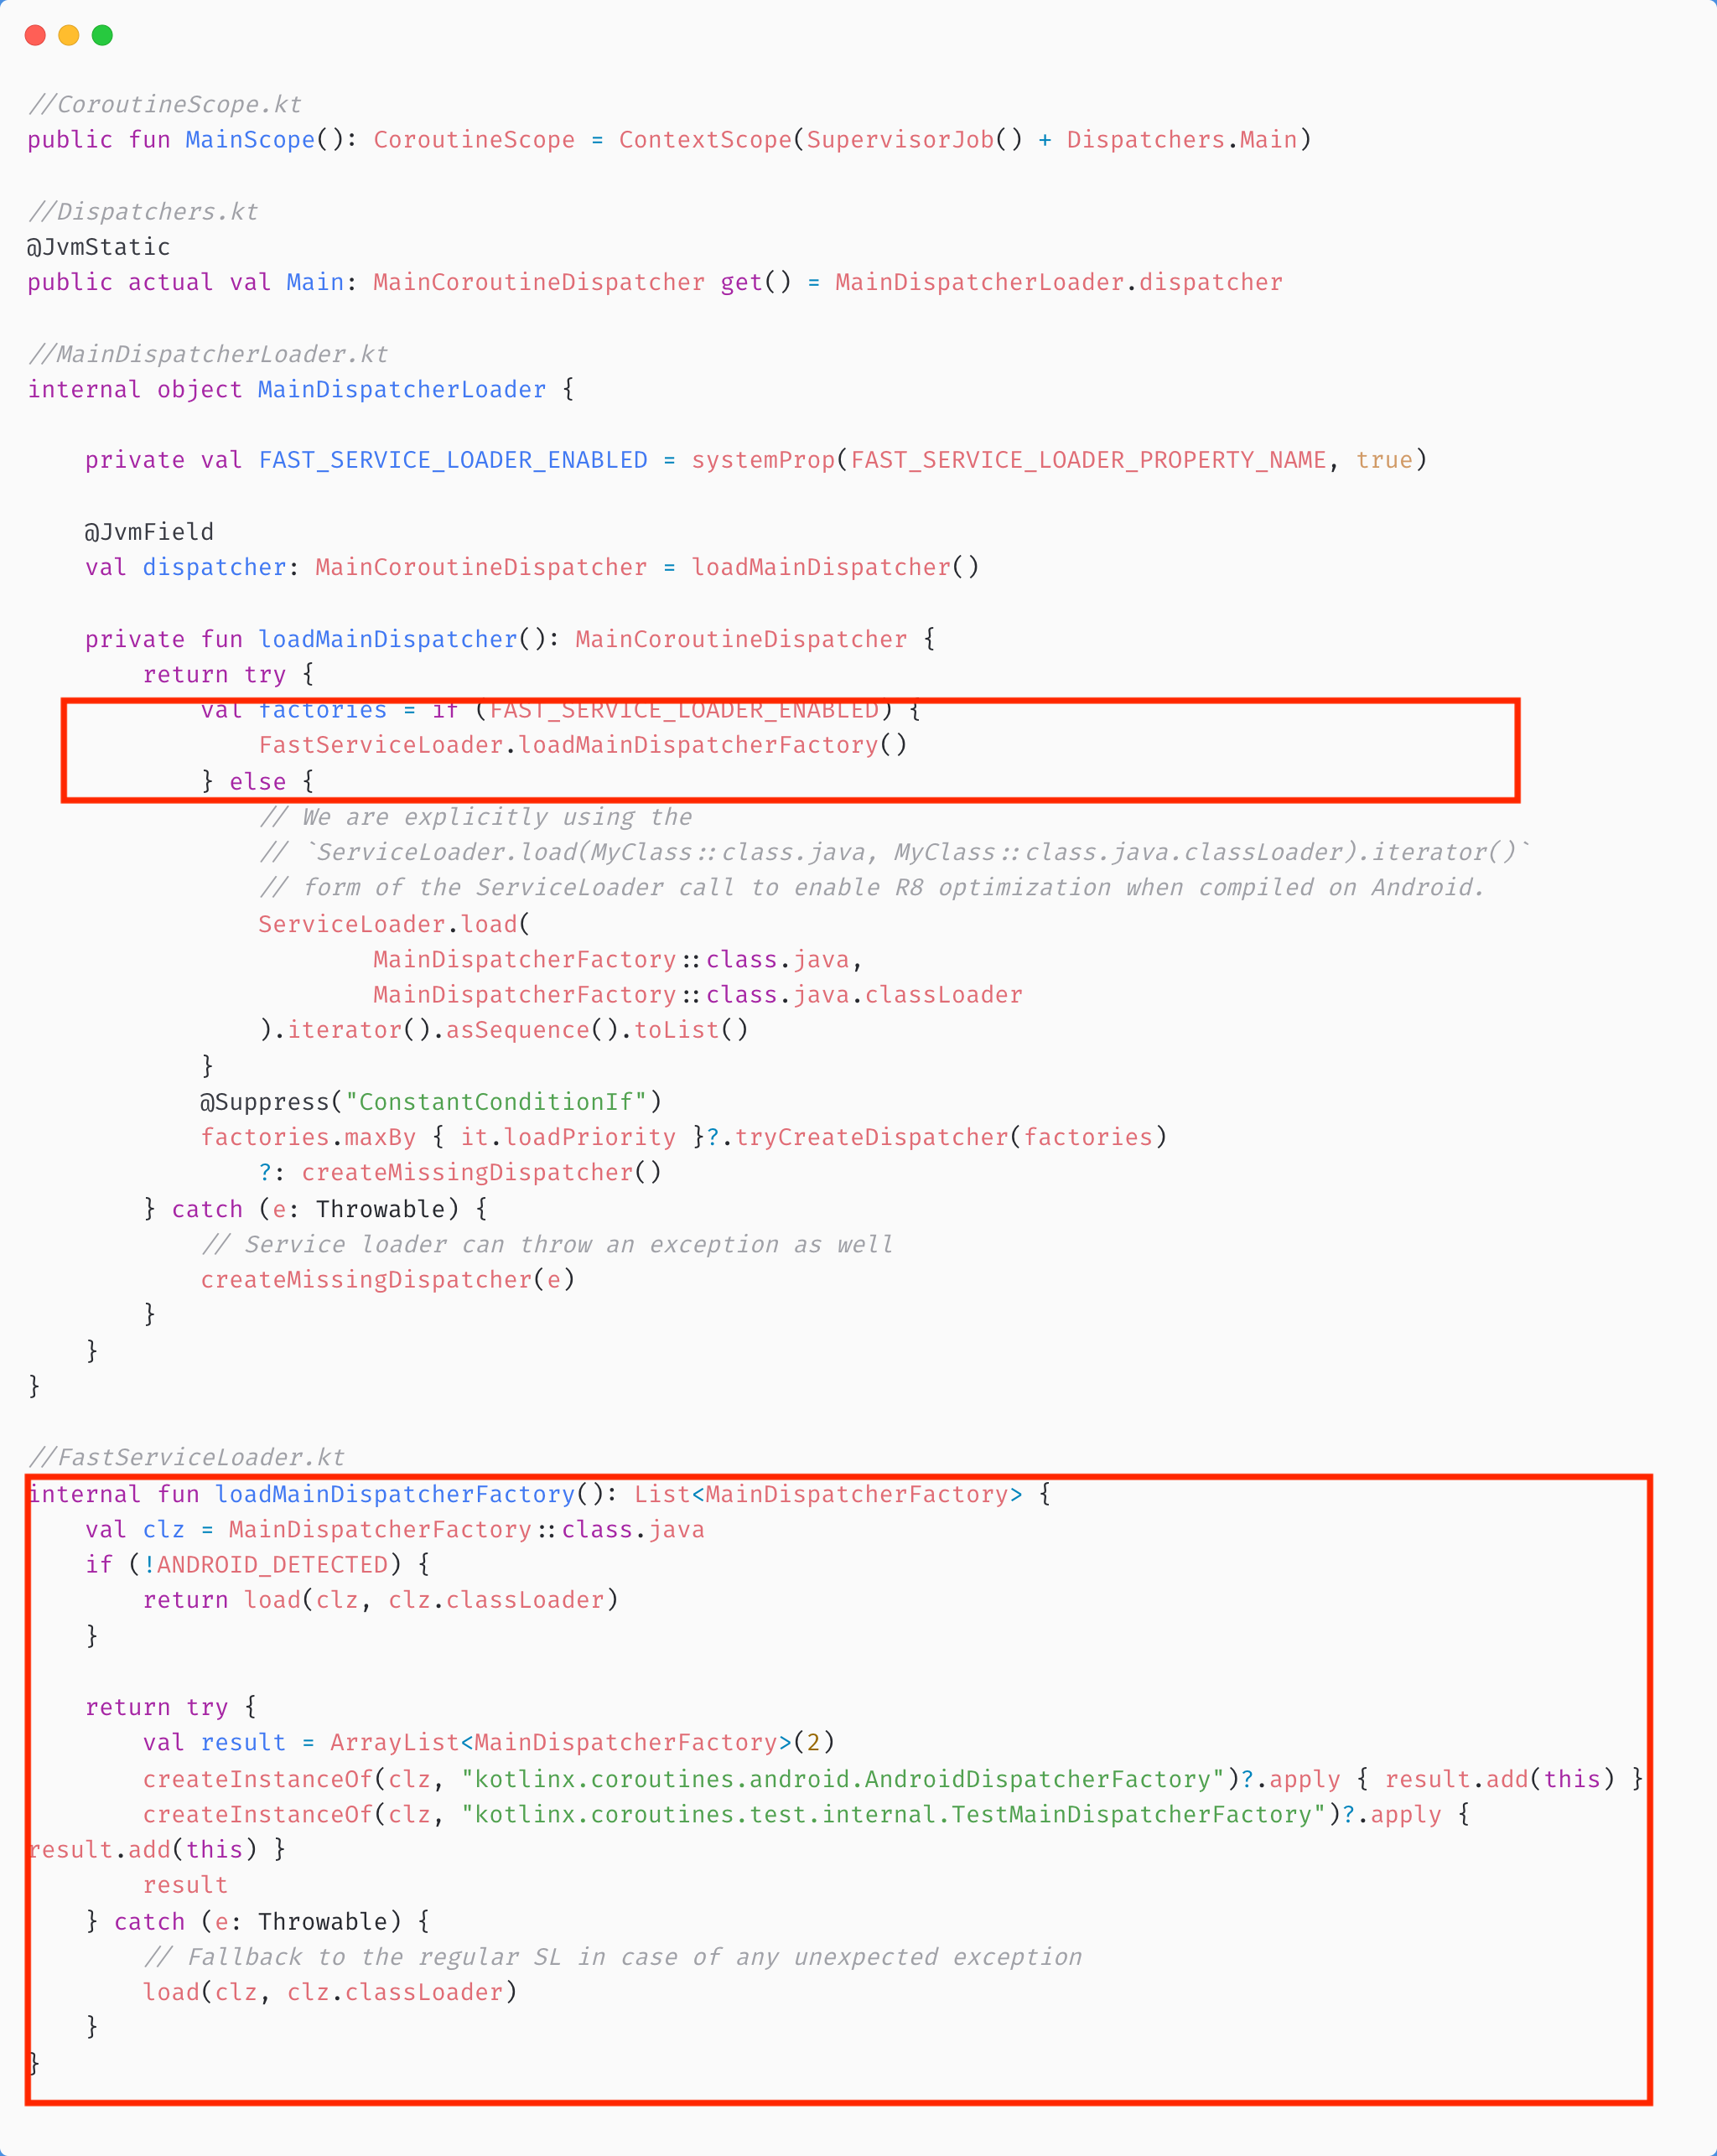 //CoroutineScope.kt
public fun MainScope(): CoroutineScope = ContextScope(SupervisorJob() + Dispatchers.Main)

//Dispatchers.kt
@JvmStatic
public actual val Main: MainCoroutineDispatcher get() = MainDispatcherLoader.dispatcher

//MainDispatcherLoader.kt
internal object MainDispatcherLoader {

    private val FAST_SERVICE_LOADER_ENABLED = systemProp(FAST_SERVICE_LOADER_PROPERTY_NAME, true)

    @JvmField
    val dispatcher: MainCoroutineDispatcher = loadMainDispatcher()

    private fun loadMainDispatcher(): MainCoroutineDispatcher {
        return try {
            val factories = if (FAST_SERVICE_LOADER_ENABLED) {
                FastServiceLoader.loadMainDispatcherFactory()
            } else {
                // We are explicitly using the
                // `ServiceLoader.load(MyClass::class.java, MyClass::class.java.classLoader).iterator()`
                // form of the ServiceLoader call to enable R8 optimization when compiled on Android.
                ServiceLoader.load(
                        MainDispatcherFactory::class.java,
                        MainDispatcherFactory::class.java.classLoader
                ).iterator().asSequence().toList()
            }
            @Suppress("ConstantConditionIf")
            factories.maxBy { it.loadPriority }?.tryCreateDispatcher(factories)
                ?: createMissingDispatcher()
        } catch (e: Throwable) {
            // Service loader can throw an exception as well
            createMissingDispatcher(e)
        }
    }
}

//FastServiceLoader.kt
internal fun loadMainDispatcherFactory(): List<MainDispatcherFactory> {
    val clz = MainDispatcherFactory::class.java
    if (!ANDROID_DETECTED) {
        return load(clz, clz.classLoader)
    }

    return try {
        val result = ArrayList<MainDispatcherFactory>(2)
        createInstanceOf(clz, "kotlinx.coroutines.android.AndroidDispatcherFactory")?.apply { result.add(this) }
        createInstanceOf(clz, "kotlinx.coroutines.test.internal.TestMainDispatcherFactory")?.apply {
result.add(this) }
        result
    } catch (e: Throwable) {
        // Fallback to the regular SL in case of any unexpected exception
        load(clz, clz.classLoader)
    }
}